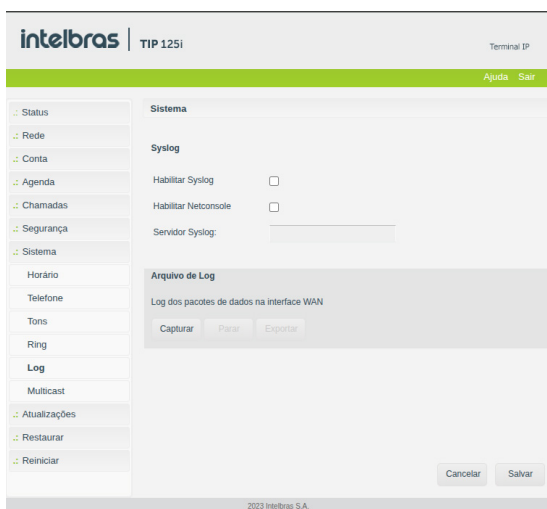 intelbras TIP 125i
Terminal IP
Ajuda Sair
.: Status
.: Rede
.: Conta
.: Agenda
.: Chamadas
.: Segurança
.: Sistema
Horário
Telefone
Tons
Ring
Log
Multicast
.: Atualizações
.: Restaurar
.: Reiniciar
Sistema
Syslog
Habilitar Syslog
Habilitar Netconsole
Servidor Syslog:
Arquivo de Log
Log dos pacotes de dados na interface WAN
Capturar Parar Exportar
Cancelar Salvar
2023 Intelbras S.A.